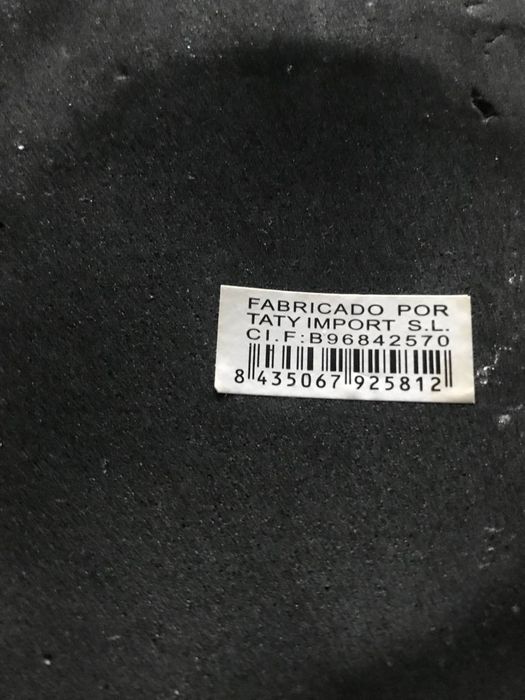 FABRICADO POR
TATY IMPORT S.L.
CI.F:B96842570
8 435067 925812